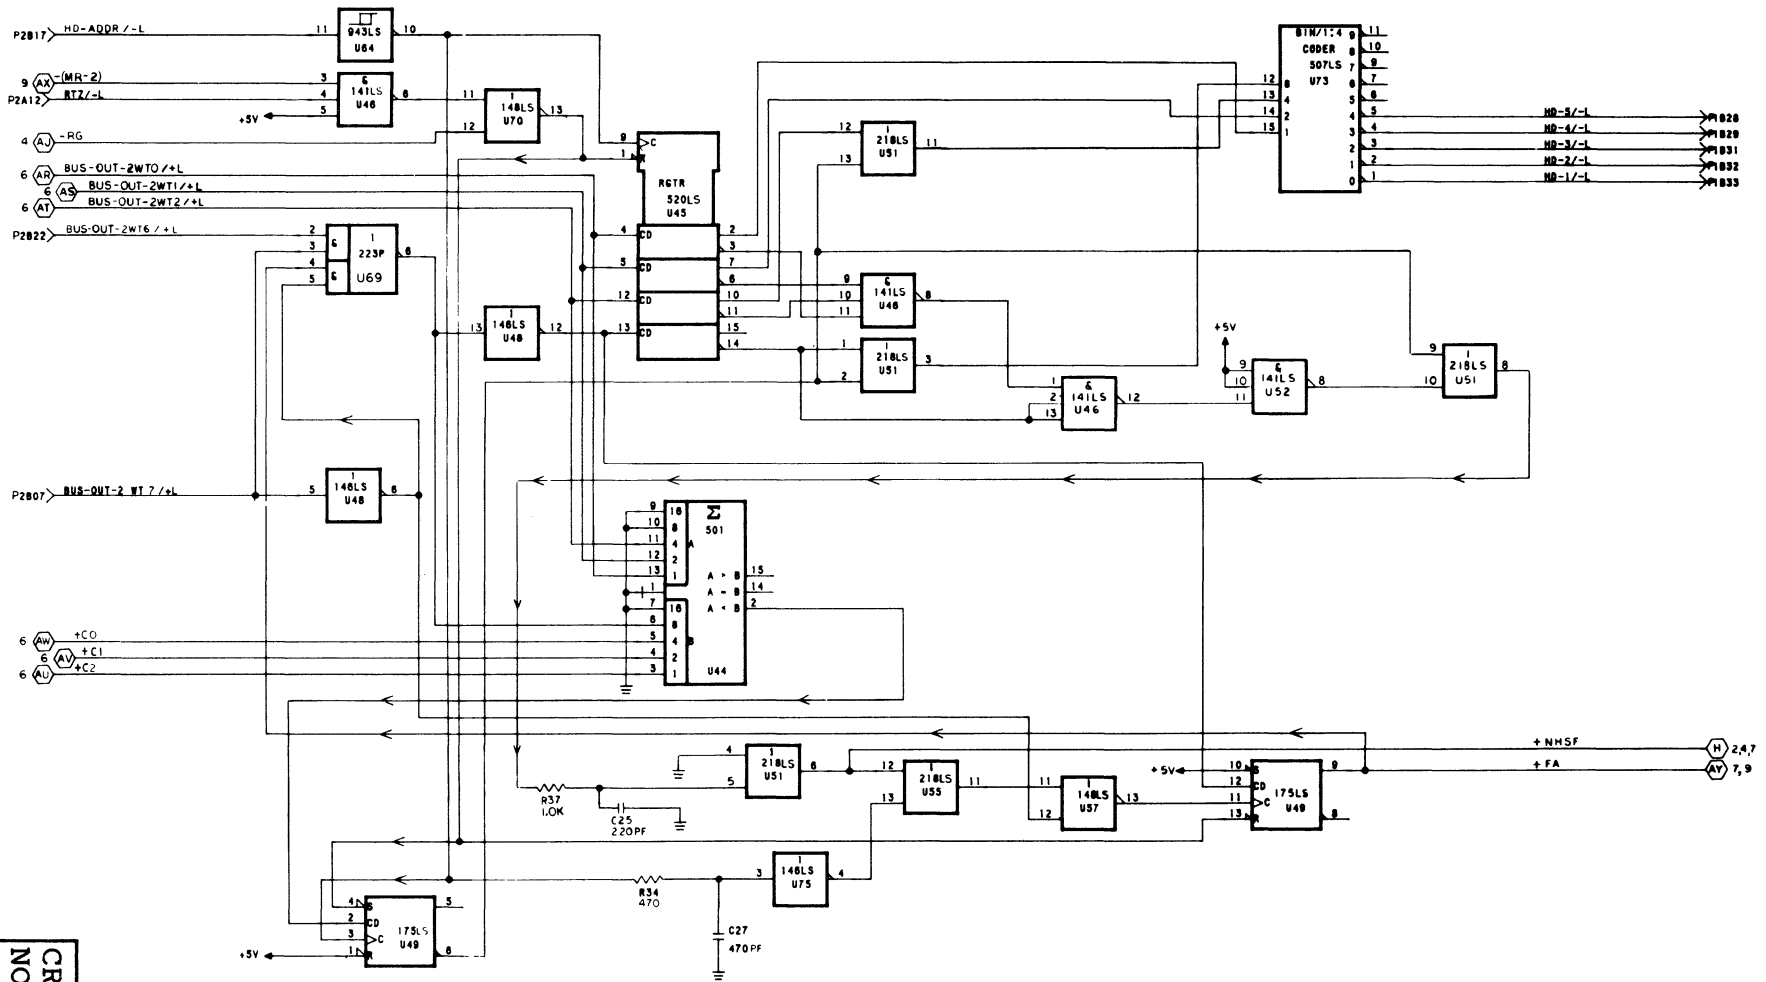 P2B17 HD-ADDR/-L 11 943LS U64 10
9 AX -(MR-2) 3
P2A12 RTZ/-L 4
+5V 5
& 141LS U46 6
11 12 1 148LS U70 13
4 AJ -RG
6 AR BUS-OUT-2WT0/+L
6 AS BUS-OUT-2WT1/+L
6 AT BUS-OUT-2WT2/+L
P2B22 BUS-OUT-2WT6/+L
2 3 4 5 & & 1 223P U69 6
13 1 146LS U48 12
9 C
1 R
RGTR
520LS
U45
4 CD 2 3
5 CD 7 6
12 CD 10 11
13 CD 15 14
12 13 1 218LS U51 11
9 10 11 & 141LS U46 8
1 2 1 218LS U51 3
1 2 13 & 141LS U46 12
+5V
9 10 11 & 141LS U52 8
9 10 1 218LS U51 8
BIN/1:4
CODER
507LS
U73
12 8
13 4
14 2
15 1
9 11
8 10
7 9
6 7
5 6
4 5 HD-5/-L P1B28
3 4 HD-4/-L P1B29
2 3 HD-3/-L P1B31
1 2 HD-2/-L P1B32
0 1 HD-1/-L P1B33
P2B07 BUS-OUT-2 WT7/+L 5 1 146LS U48 6
Σ
501
9 16
10 8
11 4 A
12 2
13 1
1
7 16
6 8
5 4 B
4 2
3 1
A > B 15
A = B 14
A < B 2
U44
6 AW +C0
6 AV +C1
6 AU +C2
4 5 1 218LS U51 6
R37
1.0K
C25
220PF
12 13 1 218LS U55 11
11 12 1 148LS U57 13
+5V 10 S
12 CD
11 C
13 R
175LS
U49
9
8
+NHSF H 2,4,7
+FA AY 7,9
3 1 146LS U75 4
R34
470
C27
470PF
4 S 5
2 CD
3 C
+5V 1 R 6
175LS
U49
CR
NO